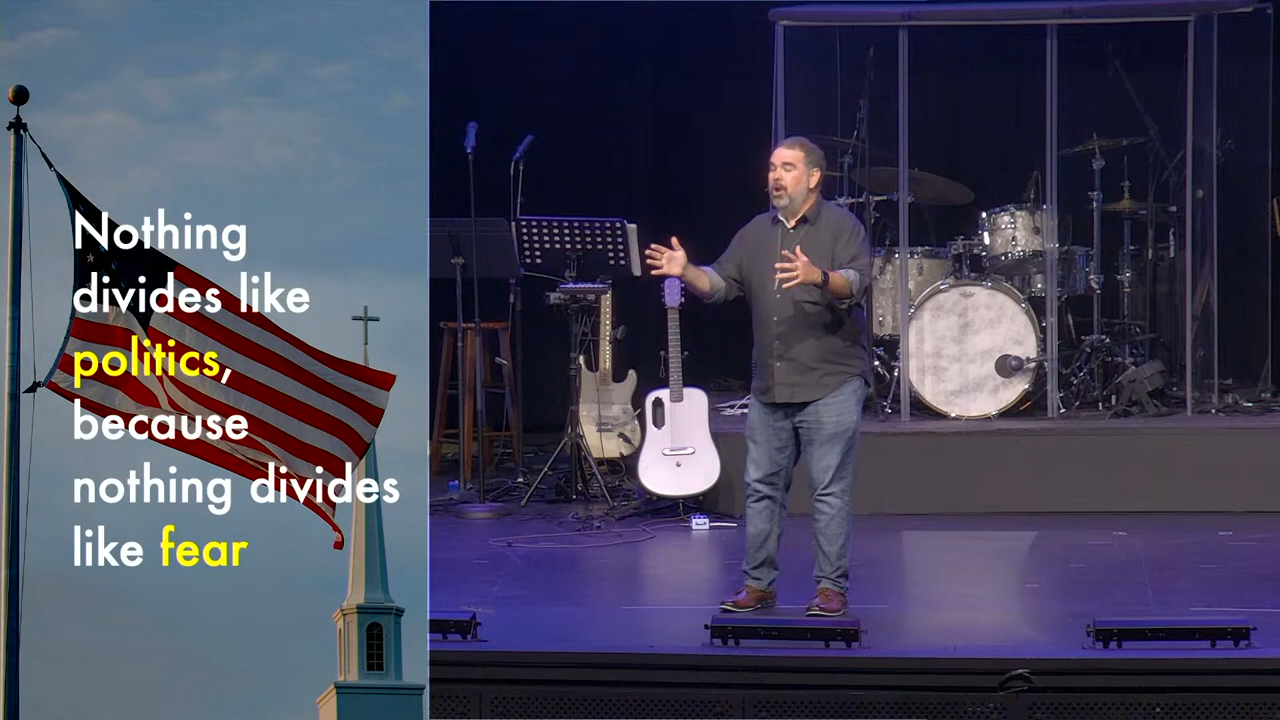 Nothing
divides like
politics,
because
nothing divides
like fear